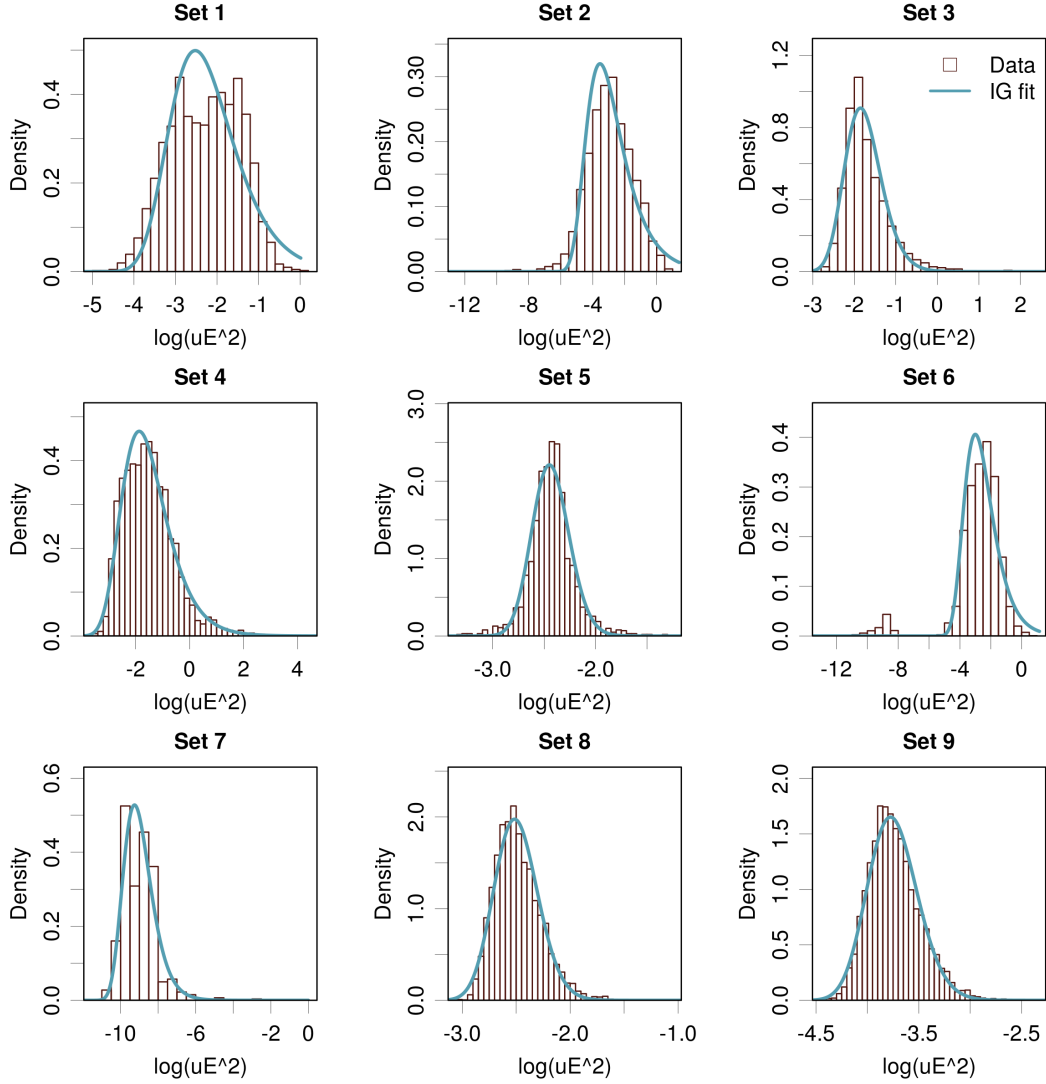 Set 1
Density
0.0 0.2 0.4
-5 -4 -3 -2 -1 0
log(uE^2)
Set 2
Density
0.00 0.10 0.20 0.30
-12 -8 -4 0
log(uE^2)
Set 3
Density
0.0 0.4 0.8 1.2
Data
IG fit
-3 -2 -1 0 1 2
log(uE^2)
Set 4
Density
0.0 0.2 0.4
-2 0 2 4
log(uE^2)
Set 5
Density
0.0 1.0 2.0 3.0
-3.0 -2.0
log(uE^2)
Set 6
Density
0.0 0.1 0.2 0.3 0.4
-12 -8 -4 0
log(uE^2)
Set 7
Density
0.0 0.2 0.4 0.6
-10 -6 -2 0
log(uE^2)
Set 8
Density
0.0 1.0 2.0
-3.0 -2.0 -1.0
log(uE^2)
Set 9
Density
0.0 0.5 1.0 1.5 2.0
-4.5 -3.5 -2.5
log(uE^2)